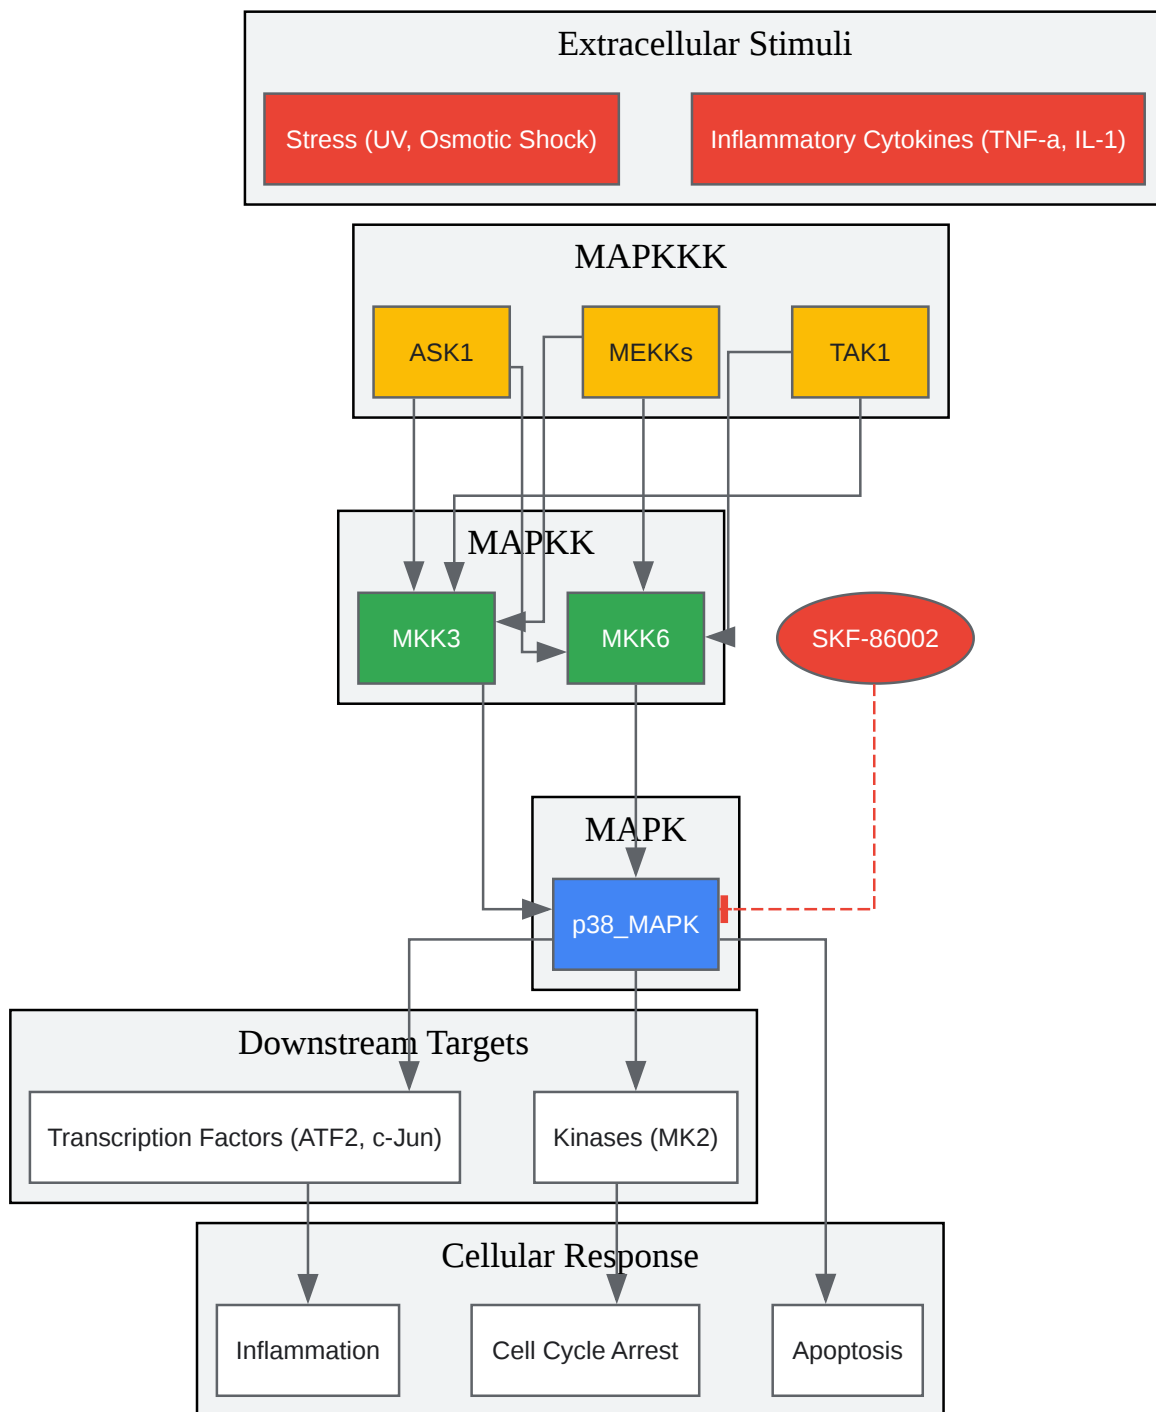 Extracellular Stimuli
Stress (UV, Osmotic Shock)
Inflammatory Cytokines (TNF-a, IL-1)
MAPKKK
ASK1
MEKKs
TAK1
MAPKK
MKK3
MKK6
SKF-86002
MAPK
p38_MAPK
Downstream Targets
Transcription Factors (ATF2, c-Jun)
Kinases (MK2)
Cellular Response
Inflammation
Cell Cycle Arrest
Apoptosis